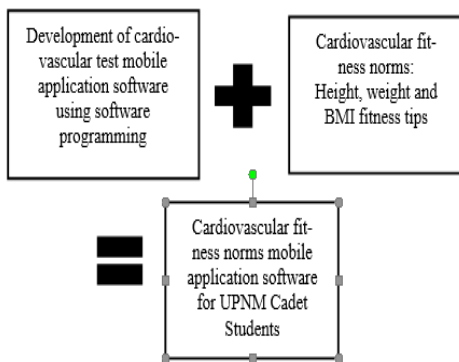 Development of cardio-
vascular test mobile
application software
using software
programming
Cardiovascular fit-
ness norms:
Height, weight and
BMI fitness tips
Cardiovascular fit-
ness norms mobile
application software
for UPNM Cadet
Students